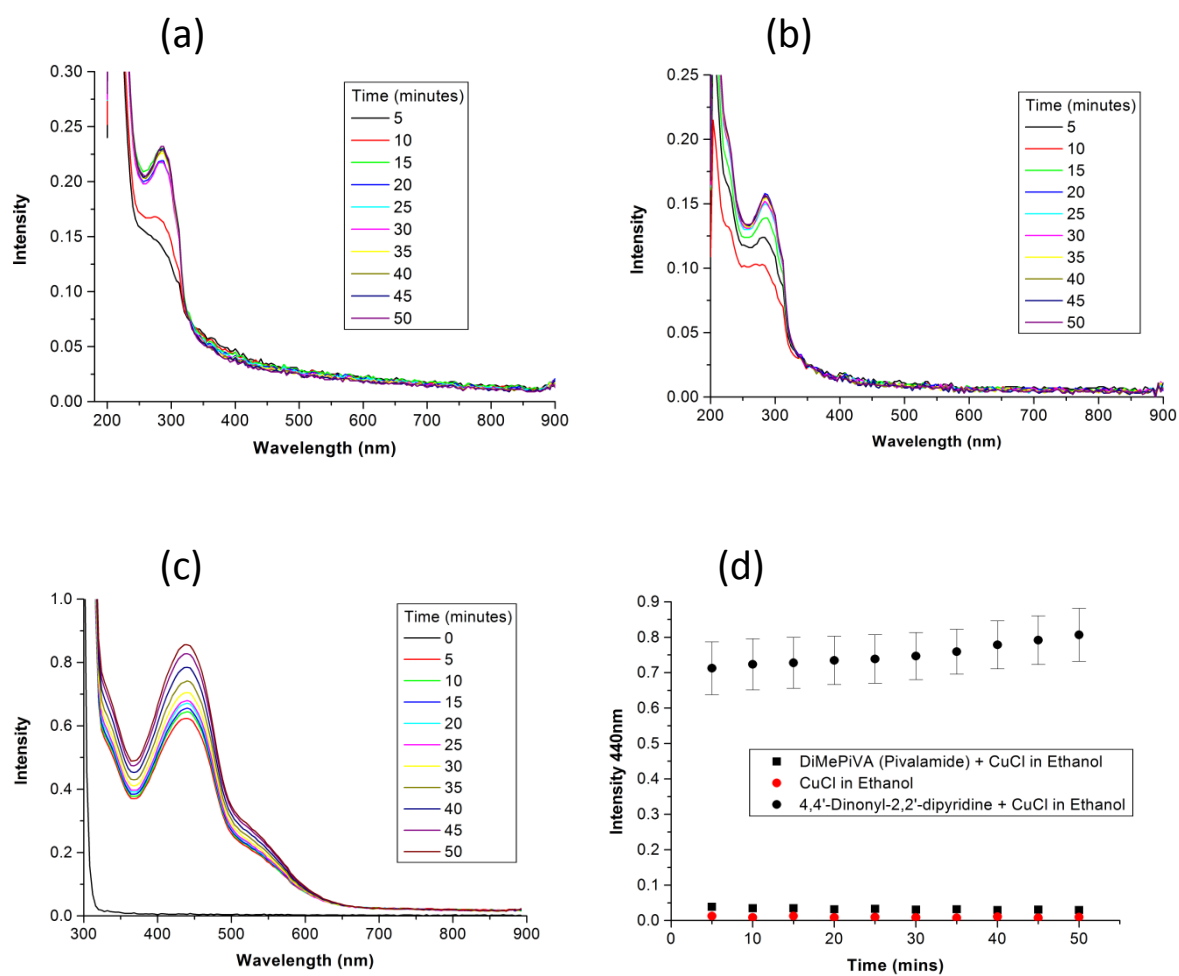 (a)
0.30
0.25
0.20
0.15
0.10
0.05
0.00
Intensity
200 300 400 500 600 700 800 900
Wavelength (nm)
Time (minutes)
5
10
15
20
25
30
35
40
45
50
(b)
0.25
0.20
0.15
0.10
0.05
0.00
Intensity
200 300 400 500 600 700 800 900
Wavelength (nm)
Time (minutes)
5
10
15
20
25
30
35
40
45
50
(c)
1.0
0.8
0.6
0.4
0.2
0.0
Intensity
300 400 500 600 700 800 900
Wavelength (nm)
Time (minutes)
0
5
10
15
20
25
30
35
40
45
50
(d)
0.9
0.8
0.7
0.6
0.5
0.4
0.3
0.2
0.1
0.0
Intensity 440nm
0 10 20 30 40 50
Time (mins)
DiMePiVA (Pivalamide) + CuCl in Ethanol
CuCl in Ethanol
4,4'-Dinonyl-2,2'-dipyridine + CuCl in Ethanol